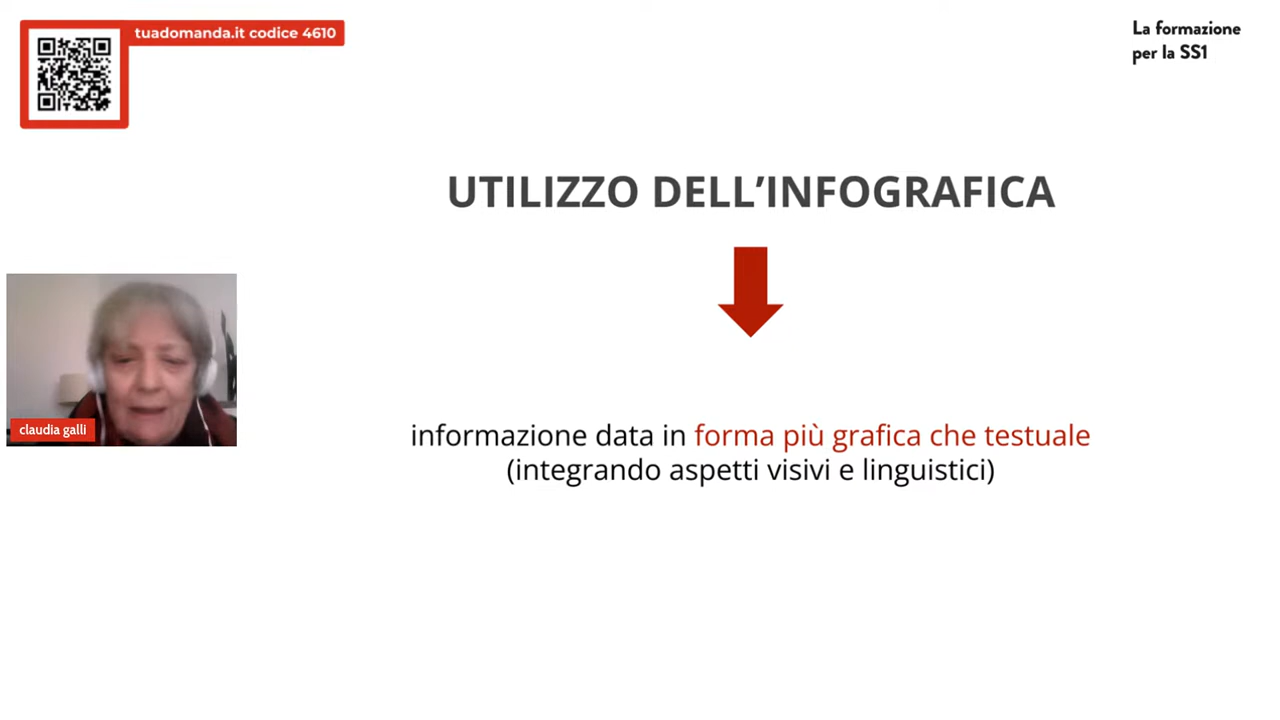 tuadomanda.it codice 4610
La formazione
per la SS1
UTILIZZO DELL’INFOGRAFICA
informazione data in forma più grafica che testuale
(integrando aspetti visivi e linguistici)
claudia galli